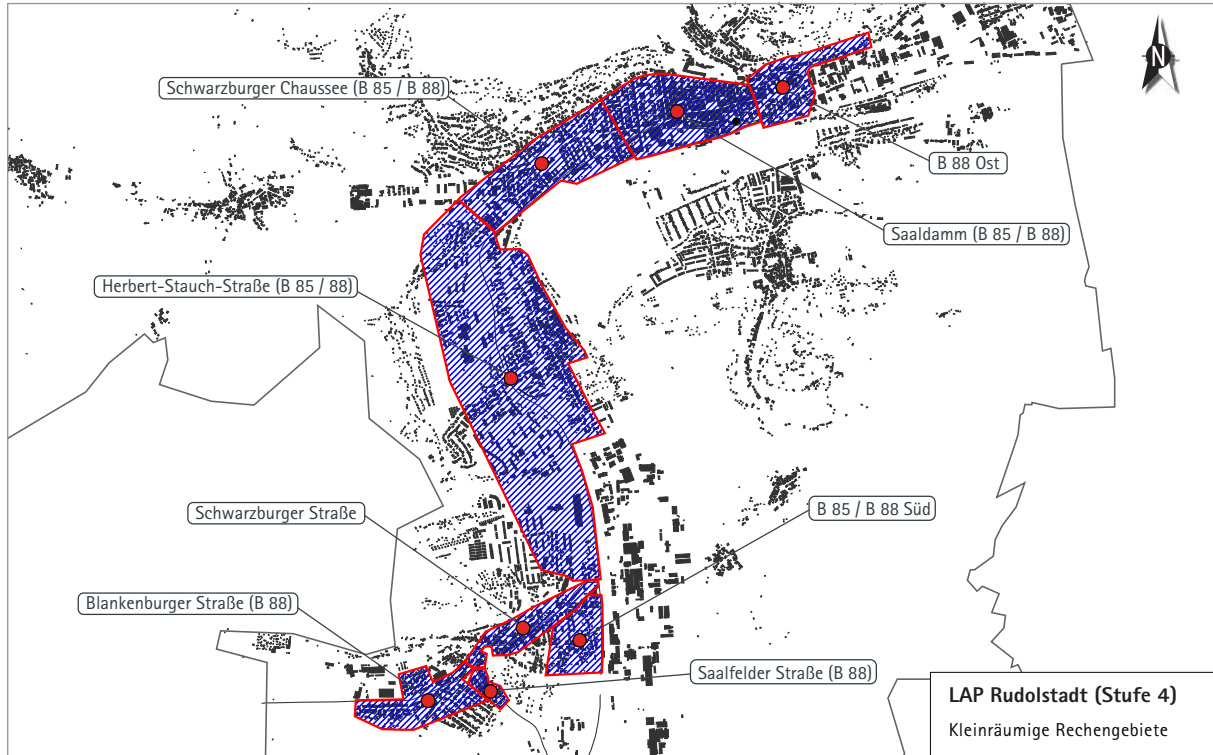 N
Schwarzburger Chaussee (B 85 / B 88)
B 88 Ost
Saaldamm (B 85 / B 88)
Herbert-Stauch-Straße (B 85 / 88)
Schwarzburger Straße
B 85 / B 88 Süd
Blankenburger Straße (B 88)
Saalfelder Straße (B 88)
LAP Rudolstadt (Stufe 4)
Kleinräumige Rechengebiete